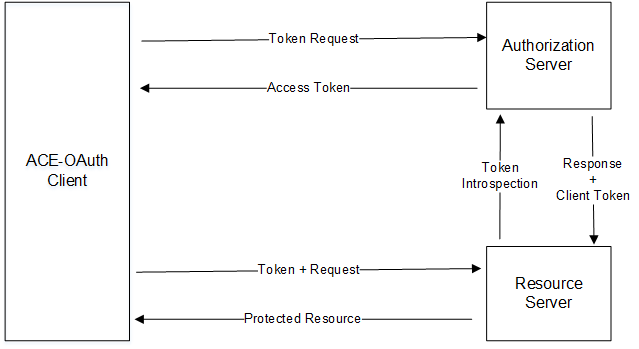 Token Request
Authorization
Server
Access Token
ACE-OAuth
Client
Token
Introspection
Response
+
Client Token
Token + Request
Resource
Server
Protected Resource